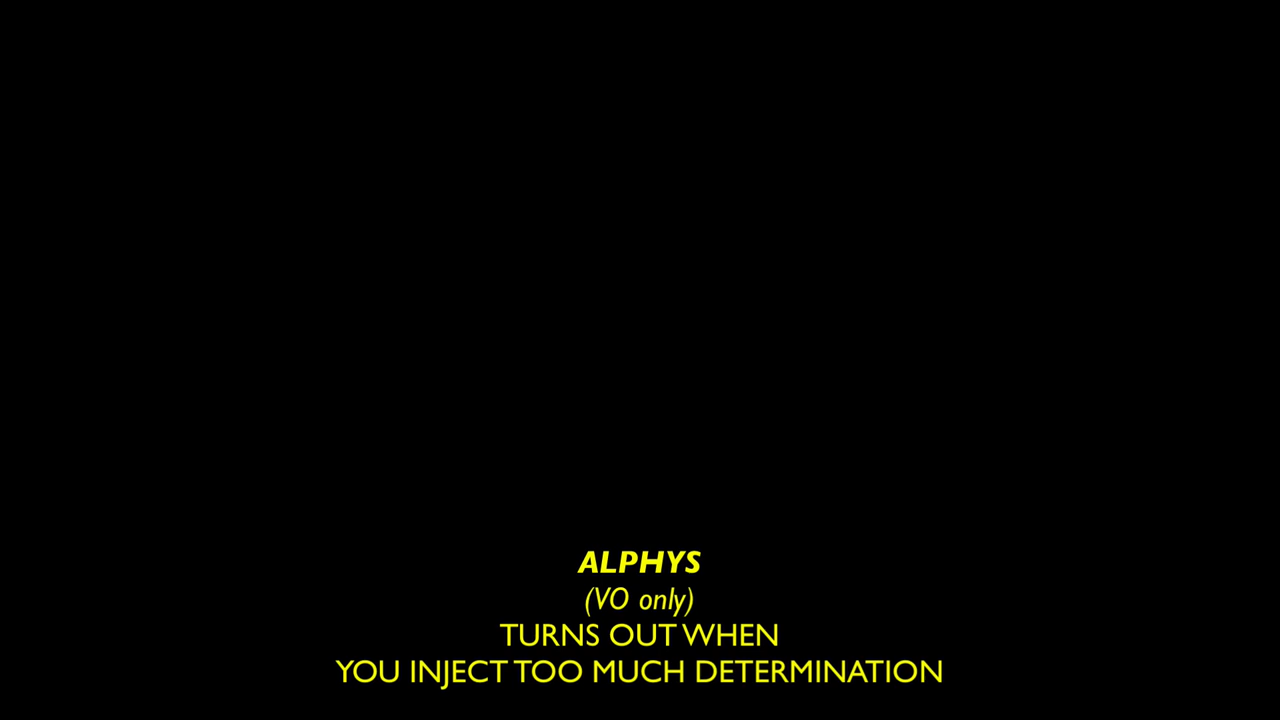 ALPHYS
(VO only)
TURNS OUT WHEN
YOU INJECT TOO MUCH DETERMINATION